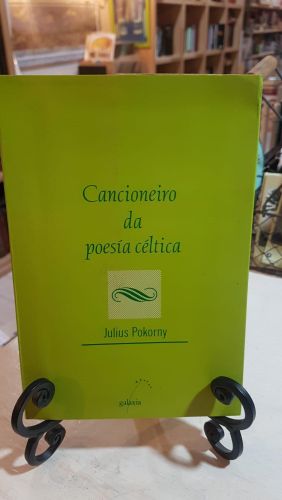 Cancioneiro
da
poesía céltica
Julius Pokorny
galaxia